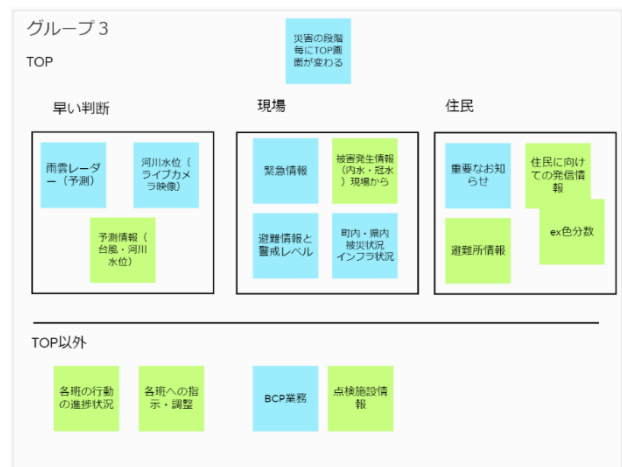 グループ３
災害の段階
毎にTOP画
面が変わる
TOP
早い判断
現場
住民
雨雲レーダ
ー（予測）
河川水位（
ライブカメ
ラ映像）
予測情報（
台風・河川
水位）
緊急情報
被害発生情報
（内水・冠水
）現場から
避難情報と
警戒レベル
町内・県内
被災状況
インフラ状況
重要なお知
らせ
住民に向け
ての発信情
報
避難所情報
ex色分数
TOP以外
各班の行動
の進捗状況
各班への指
示・調整
BCP業務
点検施設情
報